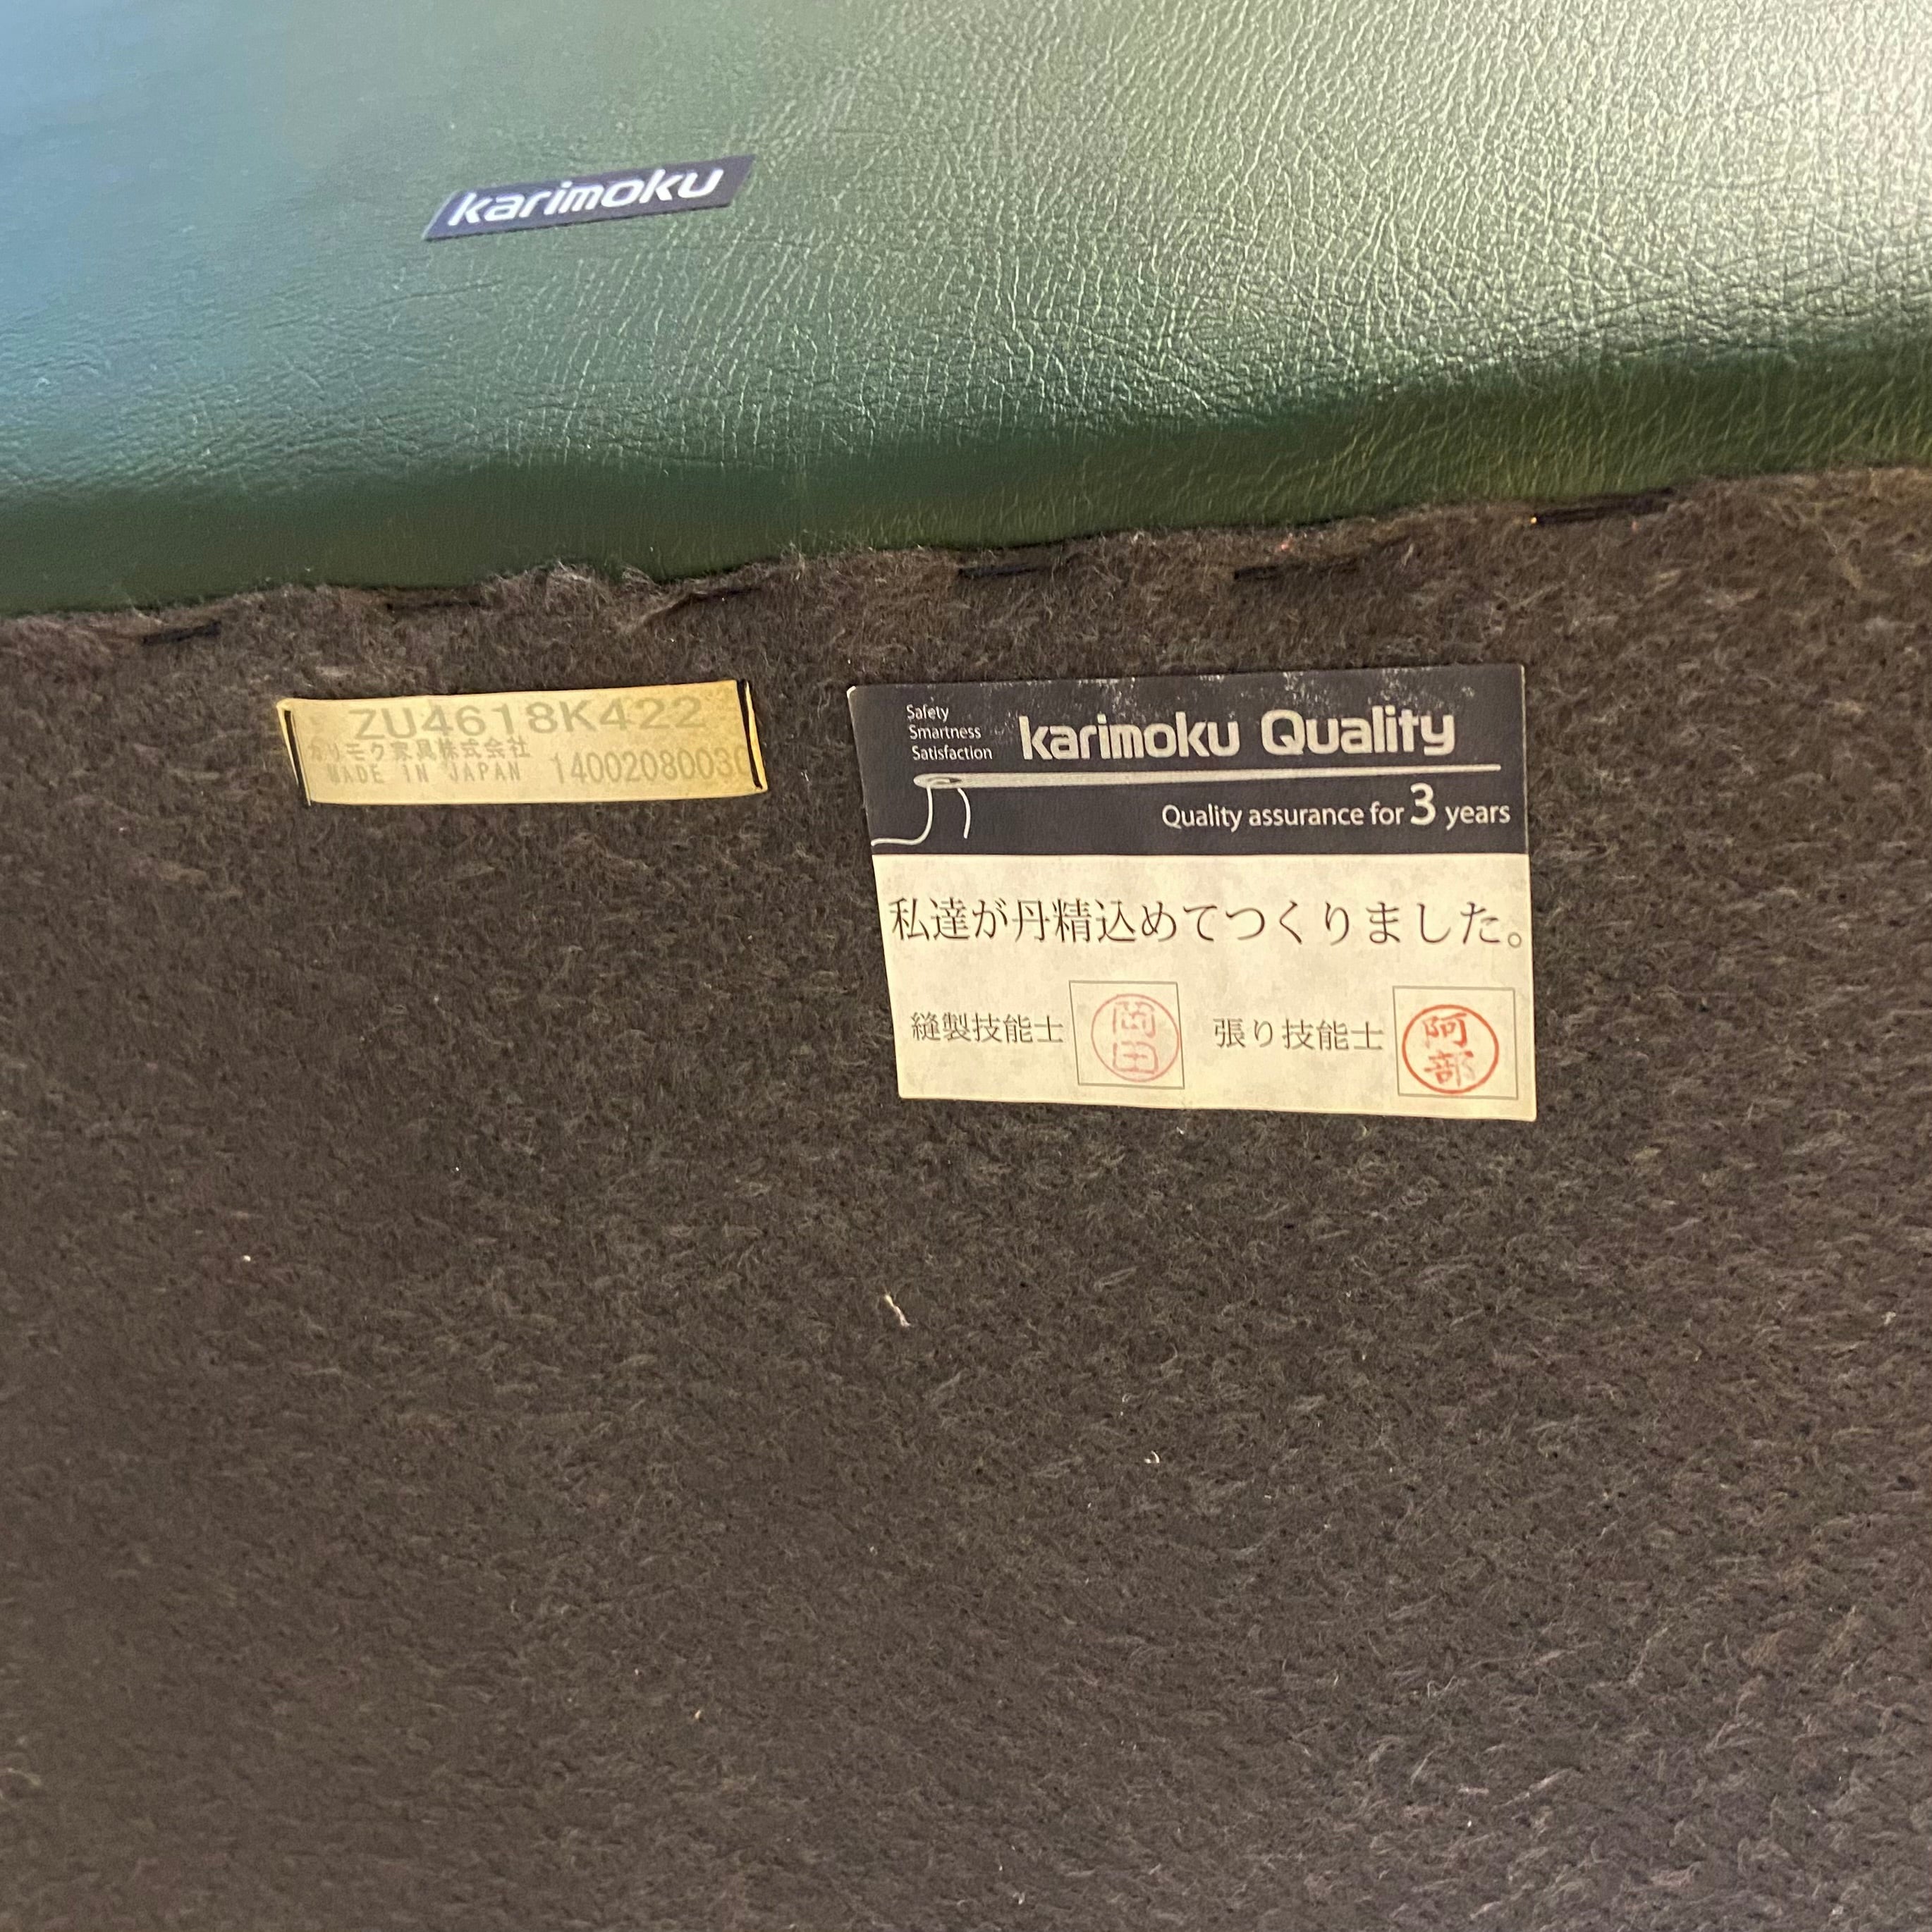 karimoku
ZU4618K422
カリモク家具株式会社
MADE IN JAPAN 14002080030
Safety
Smartness
Satisfaction
karimoku Quality
Quality assurance for 3 years
私達が丹精込めてつくりました。
縫製技能士 岡田 張り技能士 阿部